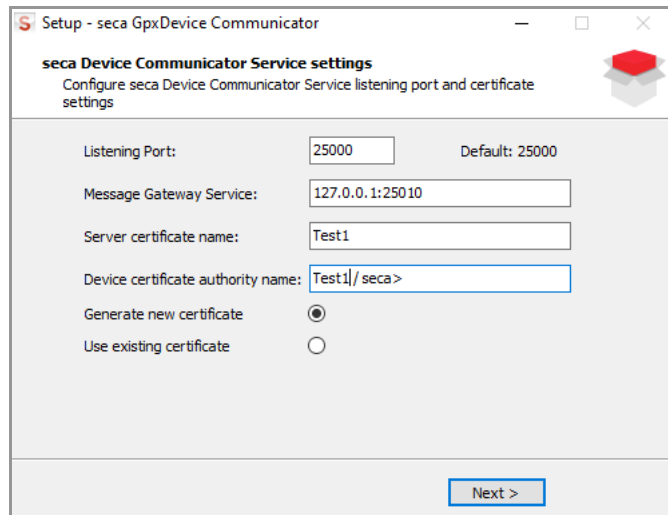 S Setup - seca GpxDevice Communicator
seca Device Communicator Service settings
Configure seca Device Communicator Service listening port and certificate
settings
Listening Port: 25000 Default: 25000
Message Gateway Service: 127.0.0.1:25010
Server certificate name: Test1
Device certificate authority name: Test1/seca>
Generate new certificate
Use existing certificate
Next >